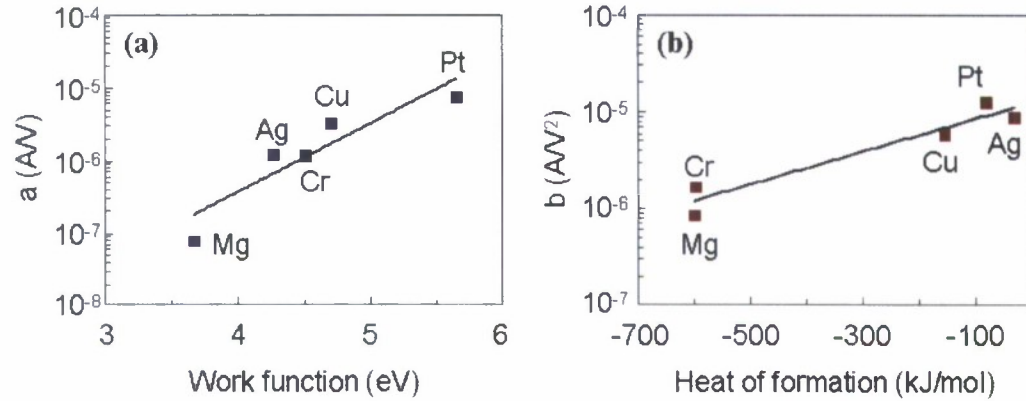 (a)
a (A/V)
10⁻⁴
10⁻⁵
10⁻⁶
10⁻⁷
10⁻⁸
Pt
Cu
Ag
Cr
Mg
3 4 5 6
Work function (eV)
(b)
b (A/V²)
10⁻⁴
10⁻⁵
10⁻⁶
10⁻⁷
Pt
Cu
Ag
Cr
Mg
-700 -500 -300 -100
Heat of formation (kJ/mol)